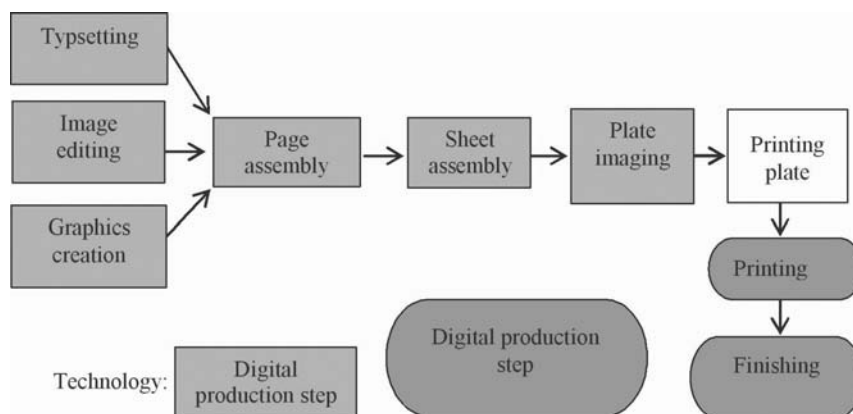 Typsetting
Image
editing
Graphics
creation
Page
assembly
Sheet
assembly
Plate
imaging
Printing
plate
Printing
Finishing
Technology:
Digital
production step
Digital production
step